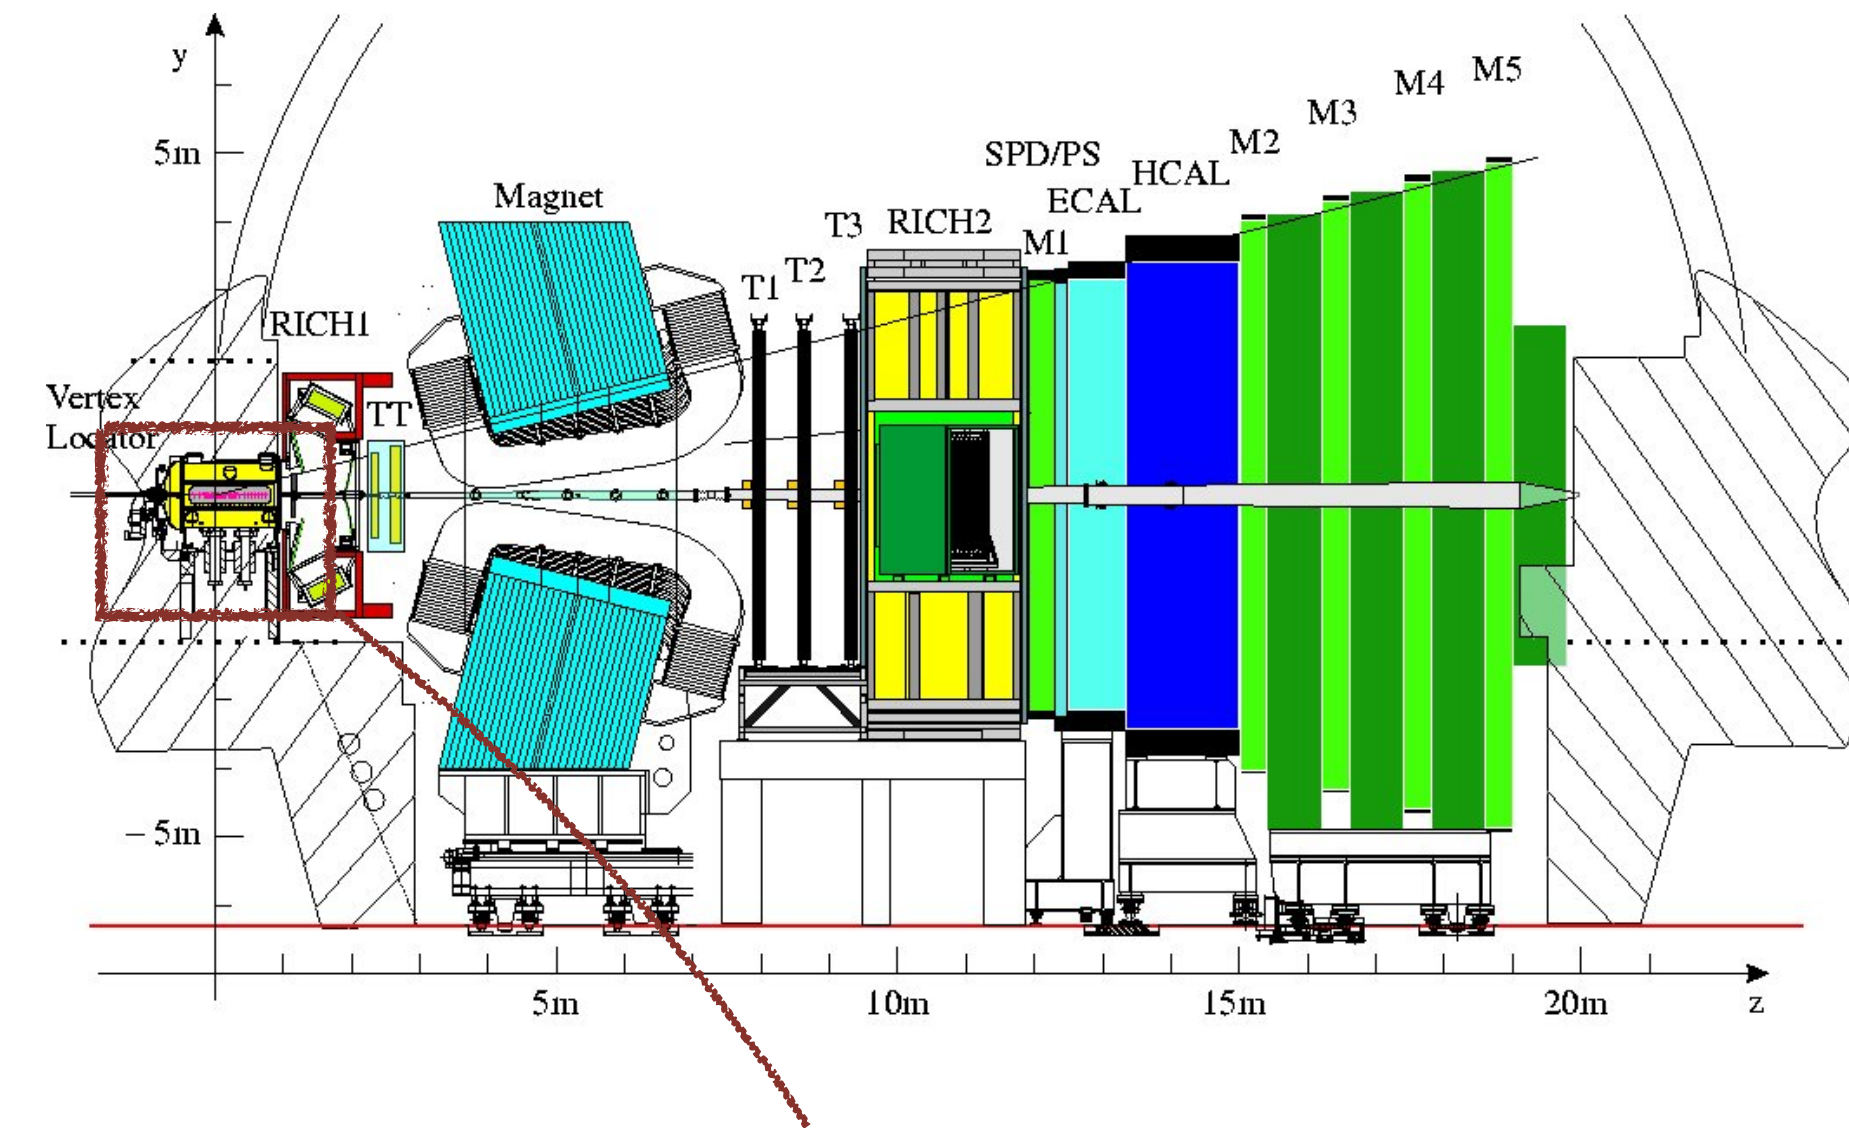 y
5m
Magnet
SPD/PS
ECAL
HCAL
M2
M3
M4
M5
T3
RICH2
M1
T2
T1
RICH1
Vertex
Locator
TT
− 5m
5m
10m
15m
20m
z